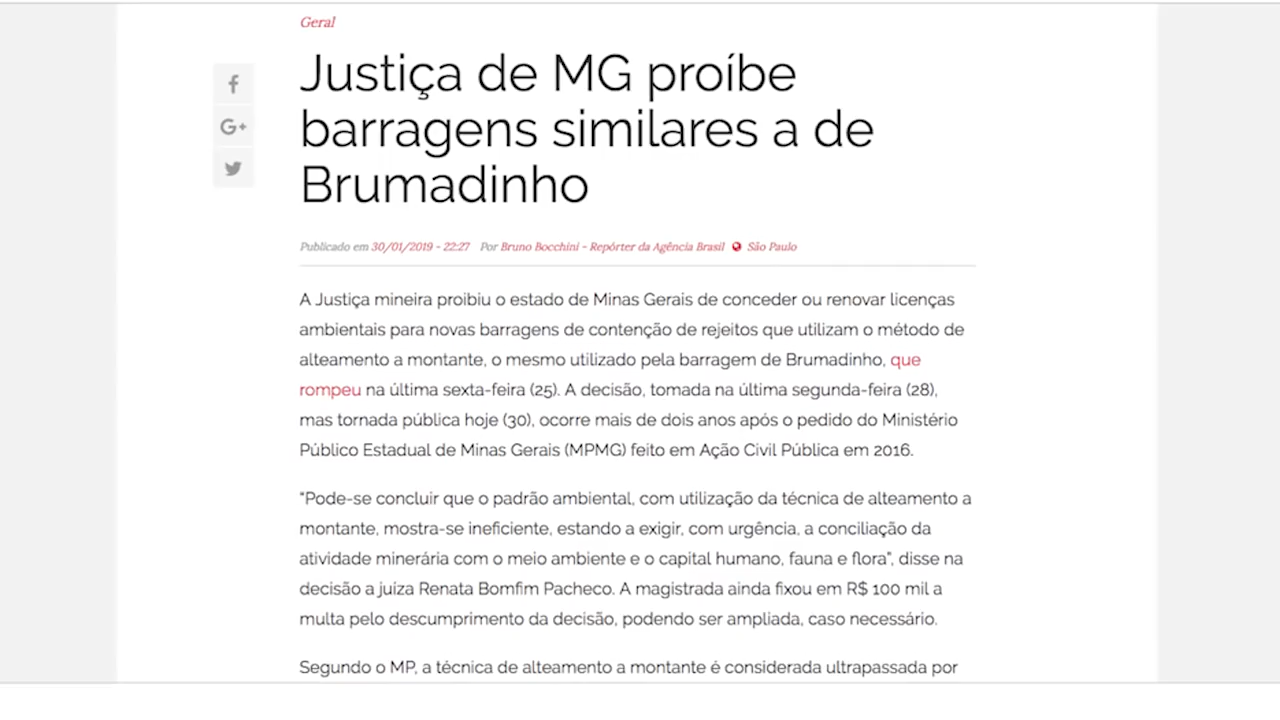 Geral
Justiça de MG proíbe
barragens similares a de
Brumadinho
Publicado em 30/01/2019 - 22:27 Por Bruno Bocchini - Repórter da Agência Brasil São Paulo
A Justiça mineira proibiu o estado de Minas Gerais de conceder ou renovar licenças
ambientais para novas barragens de contenção de rejeitos que utilizam o método de
alteamento a montante, o mesmo utilizado pela barragem de Brumadinho, que
rompeu na última sexta-feira (25). A decisão, tomada na última segunda-feira (28),
mas tornada pública hoje (30), ocorre mais de dois anos após o pedido do Ministério
Público Estadual de Minas Gerais (MPMG) feito em Ação Civil Pública em 2016.
“Pode-se concluir que o padrão ambiental, com utilização da técnica de alteamento a
montante, mostra-se ineficiente, estando a exigir, com urgência, a conciliação da
atividade minerária com o meio ambiente e o capital humano, fauna e flora”, disse na
decisão a juíza Renata Bomfim Pacheco. A magistrada ainda fixou em R$ 100 mil a
multa pelo descumprimento da decisão, podendo ser ampliada, caso necessário.
Segundo o MP, a técnica de alteamento a montante é considerada ultrapassada por